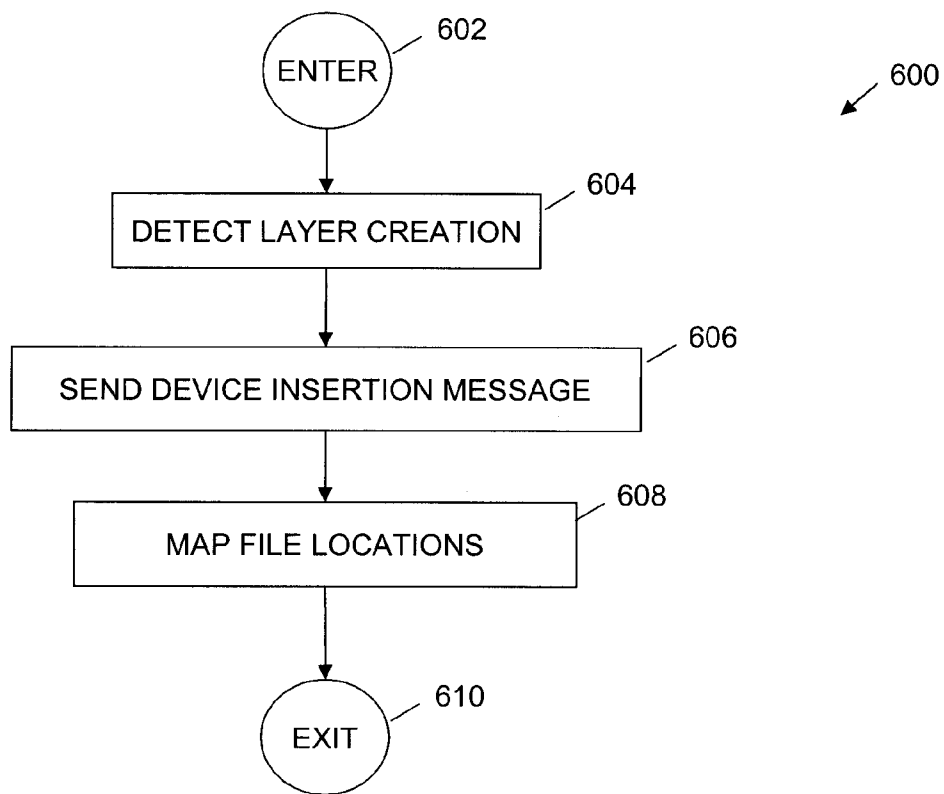 602
ENTER
600
604
DETECT LAYER CREATION
606
SEND DEVICE INSERTION MESSAGE
608
MAP FILE LOCATIONS
610
EXIT